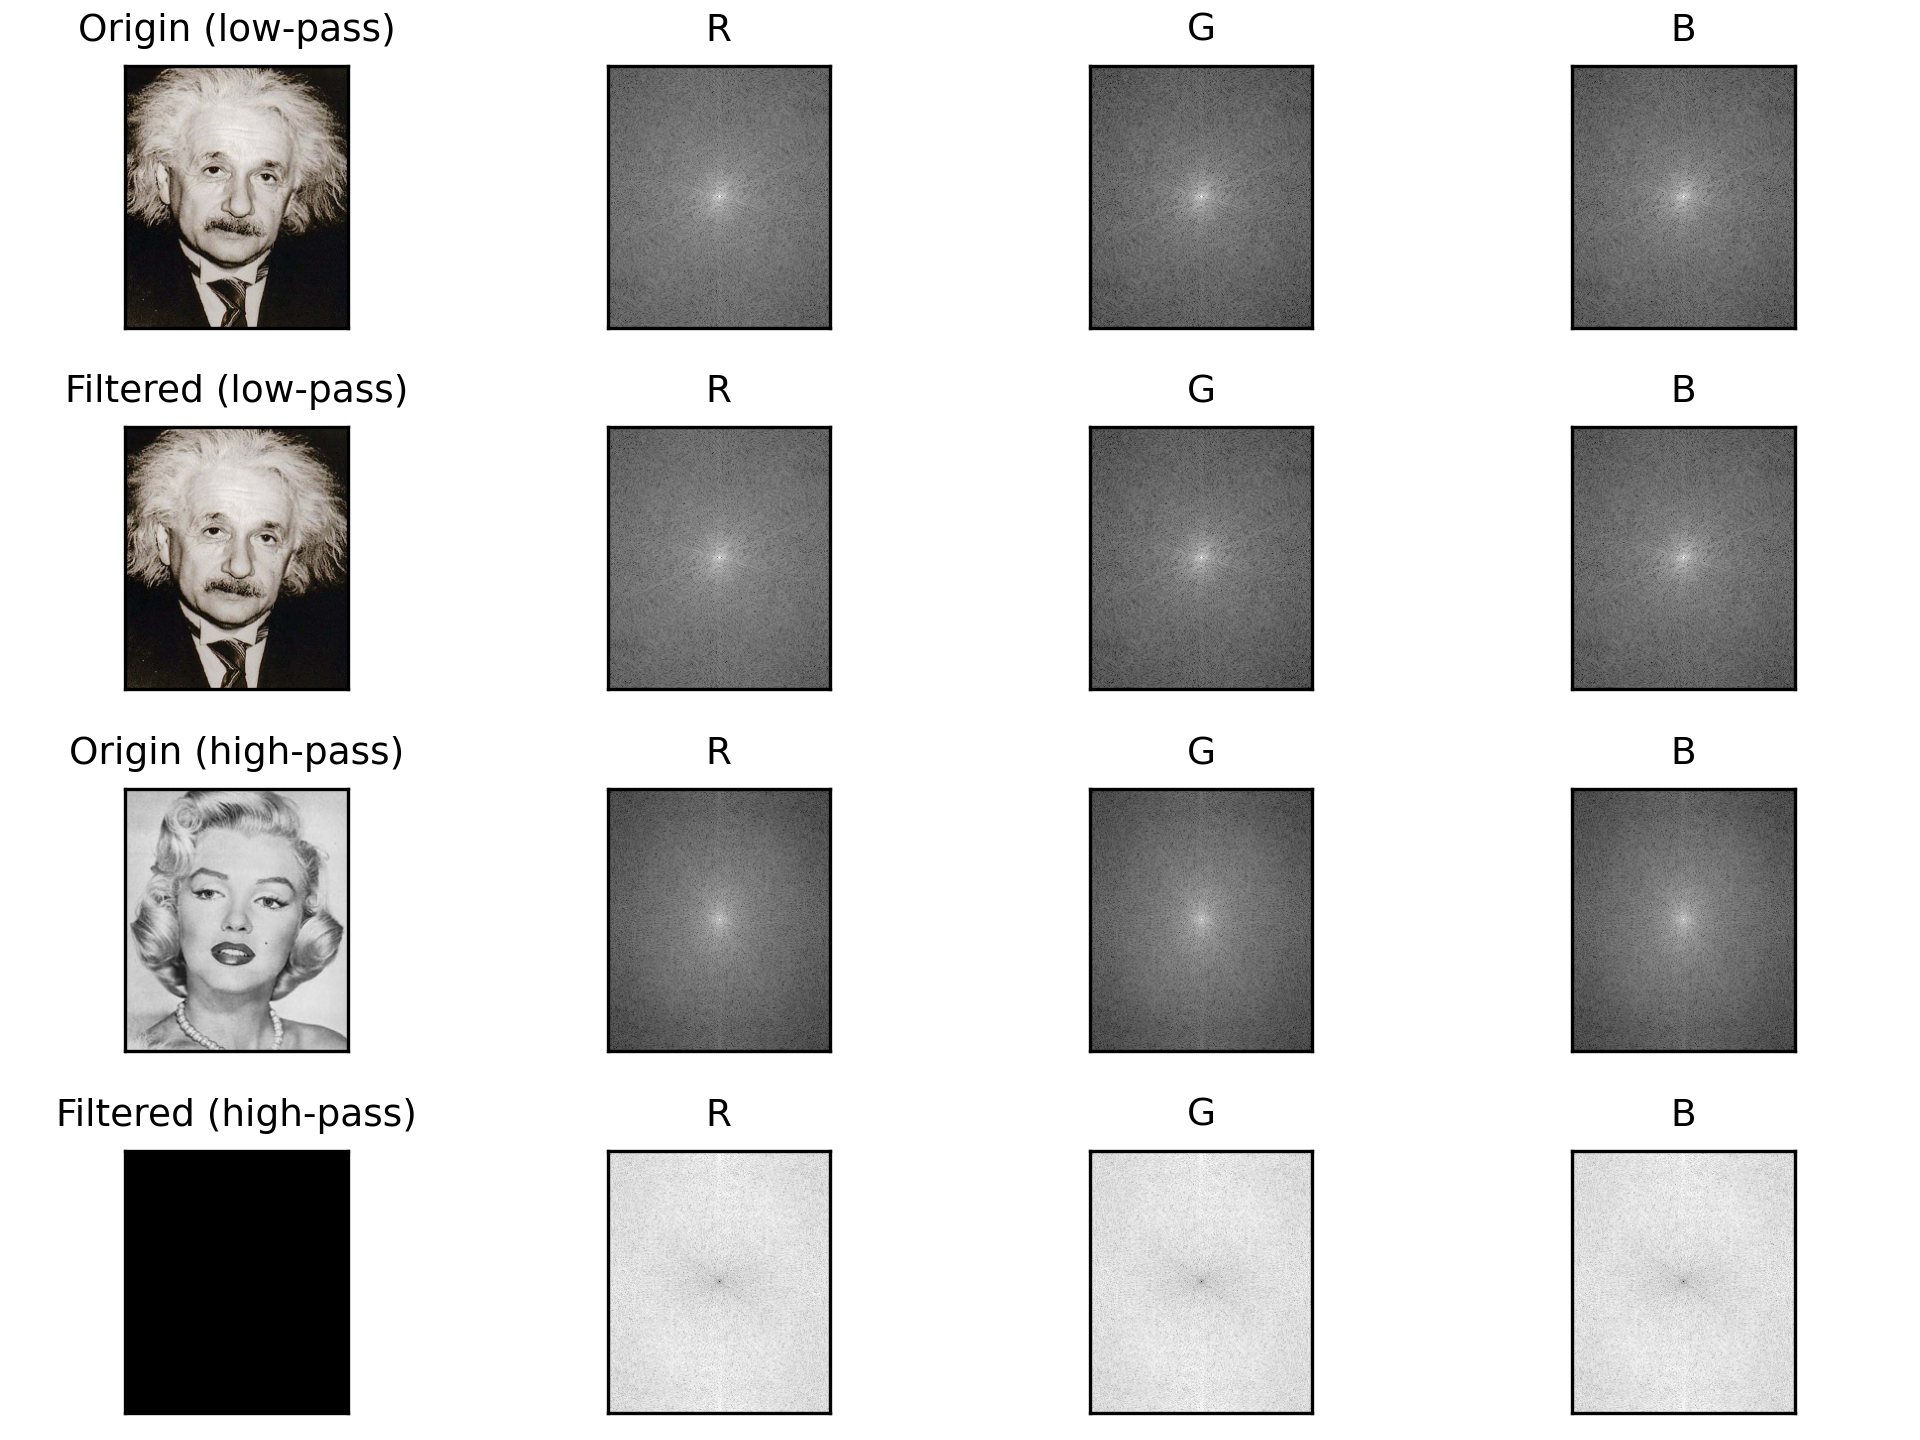 Origin (low-pass) R G B
Filtered (low-pass) R G B
Origin (high-pass) R G B
Filtered (high-pass) R G B